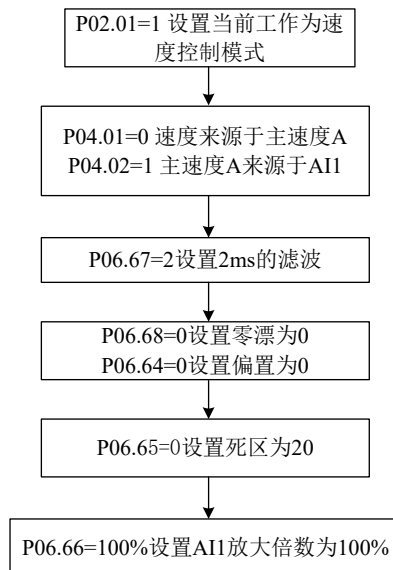 P02.01=1 设置当前工作为速
度控制模式
P04.01=0 速度来源于主速度A
P04.02=1 主速度A来源于AI1
P06.67=2设置2ms的滤波
P06.68=0设置零漂为0
P06.64=0设置偏置为0
P06.65=0设置死区为20
P06.66=100%设置AI1放大倍数为100%